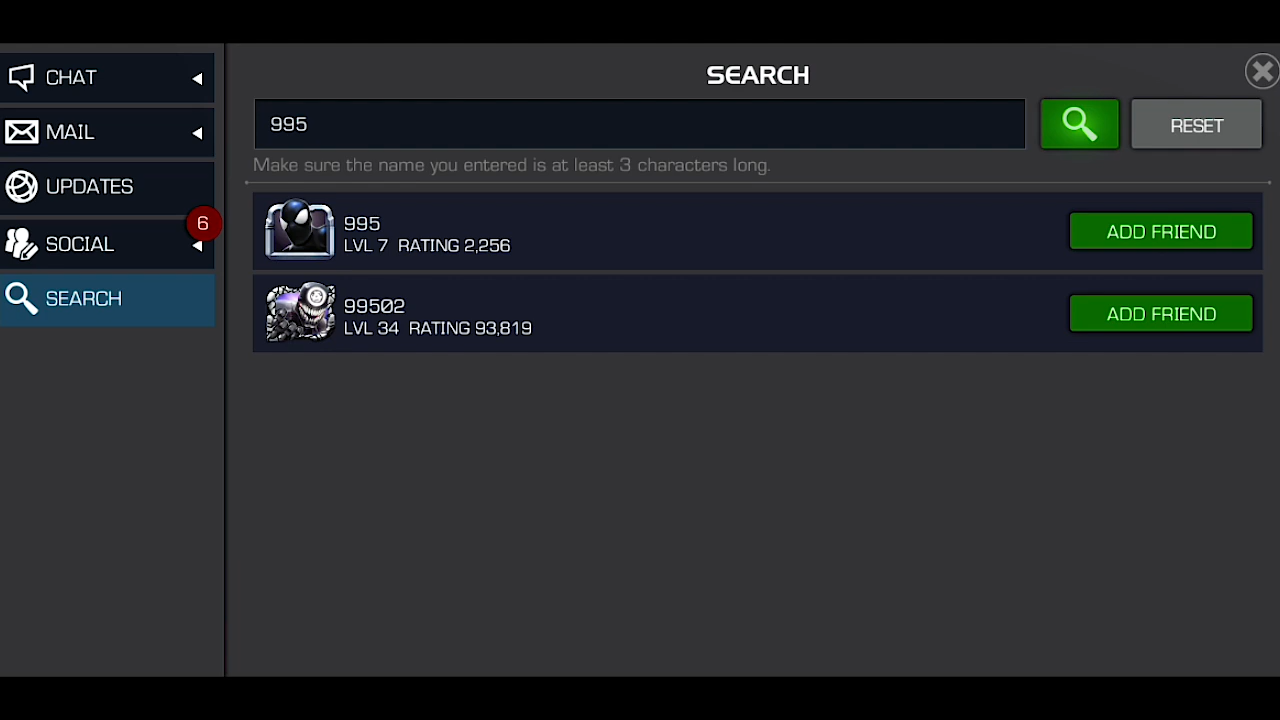 CHAT
MAIL
UPDATES
6
SOCIAL
SEARCH
SEARCH
995
RESET
Make sure the name you entered is at least 3 characters long.
995
LVL 7 RATING 2,256
ADD FRIEND
99502
LVL 34 RATING 93,819
ADD FRIEND